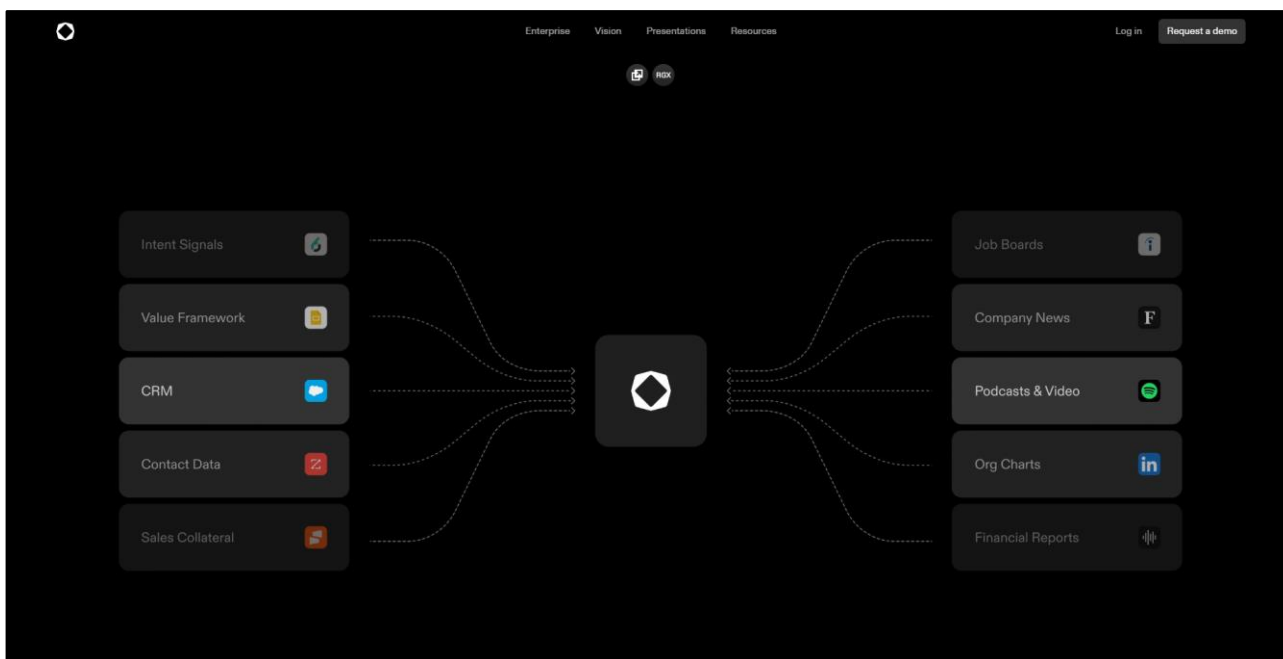 Enterprise Vision Presentations Resources Log in Request a demo
RGX
Intent Signals
Value Framework
CRM
Contact Data
Sales Collateral
Job Boards
Company News
F
Podcasts & Video
Org Charts
in
Financial Reports